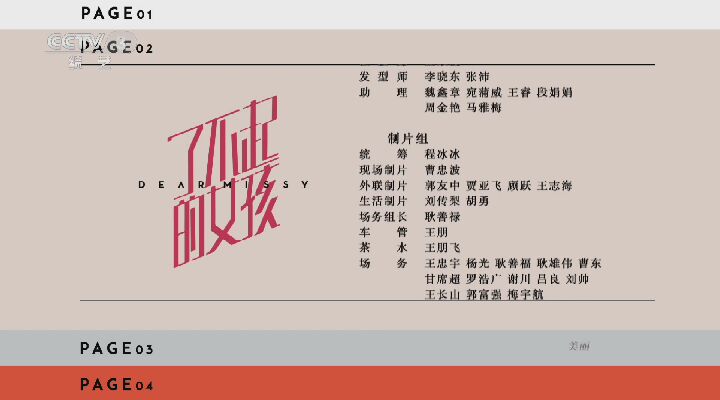 PAGE01
PAGE02
CCTV 8
发型师 李晓东 张沛
助理 魏鑫章 宛蒲威 王睿 段娟娟
周金艳 马雅梅
制片组
统筹 程冰冰
现场制片 曹忠波
外联制片 郭友中 贾亚飞 顾跃 王志海
生活制片 刘传梨 胡勇
场务组长 耿善禄
车管 王朋
茶水 王朋飞
场务 王忠宇 杨光 耿善福 耿雄伟 曹东
甘席超 罗浩广 谢川 吕良 刘帅
王长山 郭富强 梅宇航
了不起
DEAR MISSY
的女孩
PAGE03
美丽
PAGE04